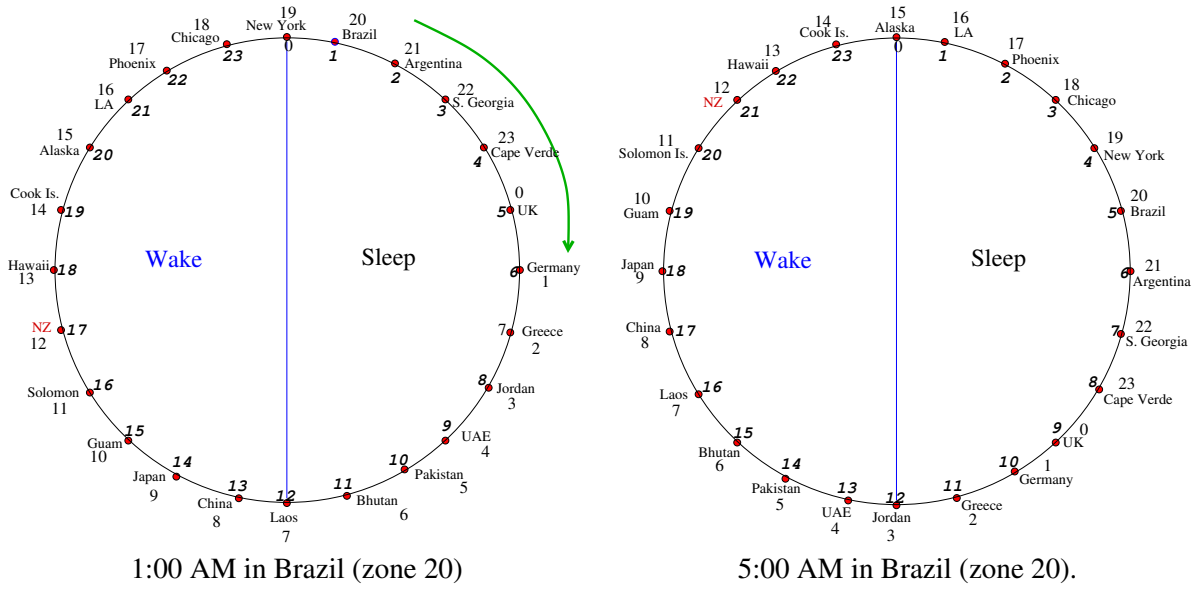 19
New York
0
20
Brazil
1
21
Argentina
2
22
S. Georgia
3
23
Cape Verde
4
0
UK
5
Germany
1
6
Greece
2
7
Jordan
3
8
UAE
4
9
Pakistan
5
10
Bhutan
6
11
Laos
7
12
China
8
13
Japan
9
14
Guam
10
15
Solomon
11
16
NZ
12
17
Hawaii
13
18
Cook Is.
14
19
15
Alaska
20
16
LA
21
17
Phoenix
22
18
Chicago
23
Wake
Sleep
1:00 AM in Brazil (zone 20)
15
Alaska
0
16
LA
1
17
Phoenix
2
18
Chicago
3
19
New York
4
20
Brazil
5
21
Argentina
6
22
S. Georgia
7
23
Cape Verde
8
0
UK
9
1
Germany
10
Greece
2
11
Jordan
3
12
UAE
4
13
Pakistan
5
14
Bhutan
6
15
Laos
7
16
China
8
17
Japan
9
18
10
Guam
19
11
Solomon Is.
20
12
NZ
21
13
Hawaii
22
14
Cook Is.
23
Wake
Sleep
5:00 AM in Brazil (zone 20).